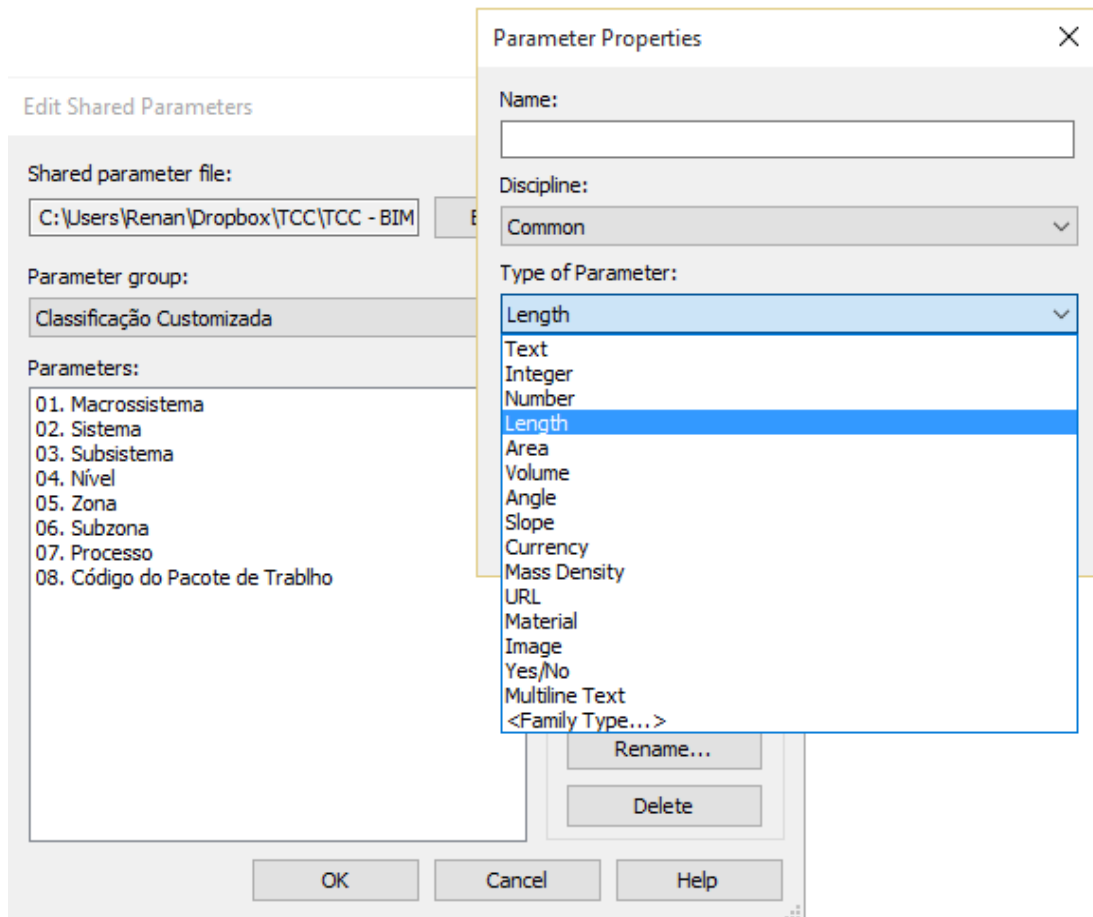 Parameter Properties
Name:
Discipline:
Common
Type of Parameter:
Length
Text
Integer
Number
Length
Area
Volume
Angle
Slope
Currency
Mass Density
URL
Material
Image
Yes/No
Multiline Text
<Family Type...>
Edit Shared Parameters
Shared parameter file:
C:\Users\Renan\Dropbox\TCC\TCC - BIM
Parameter group:
Classificação Customizada
Parameters:
01. Macrossistema
02. Sistema
03. Subsistema
04. Nível
05. Zona
06. Subzona
07. Processo
08. Código do Pacote de Trablho
Rename...
Delete
OK
Cancel
Help